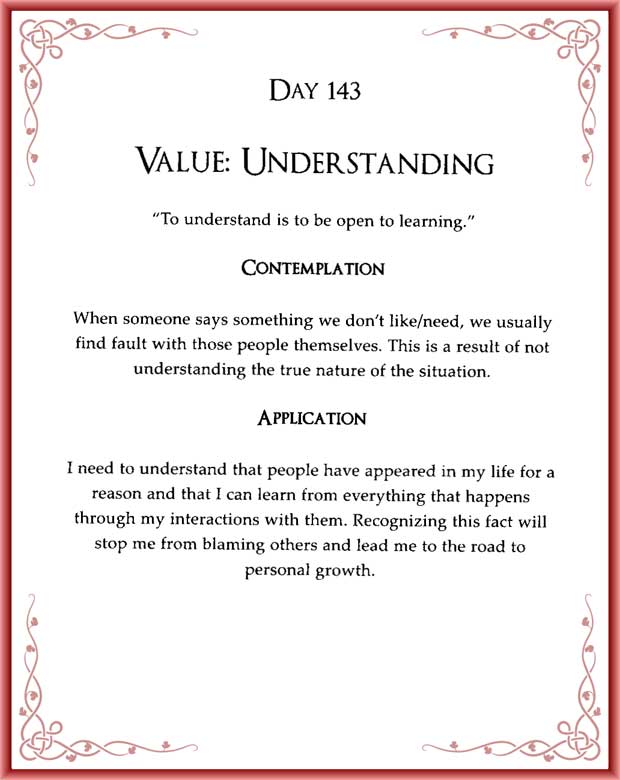 DAY 143
VALUE: UNDERSTANDING
“To understand is to be open to learning.”
CONTEMPLATION
When someone says something we don’t like/need, we usually
find fault with those people themselves. This is a result of not
understanding the true nature of the situation.
APPLICATION
I need to understand that people have appeared in my life for a
reason and that I can learn from everything that happens
through my interactions with them. Recognizing this fact will
stop me from blaming others and lead me to the road to
personal growth.